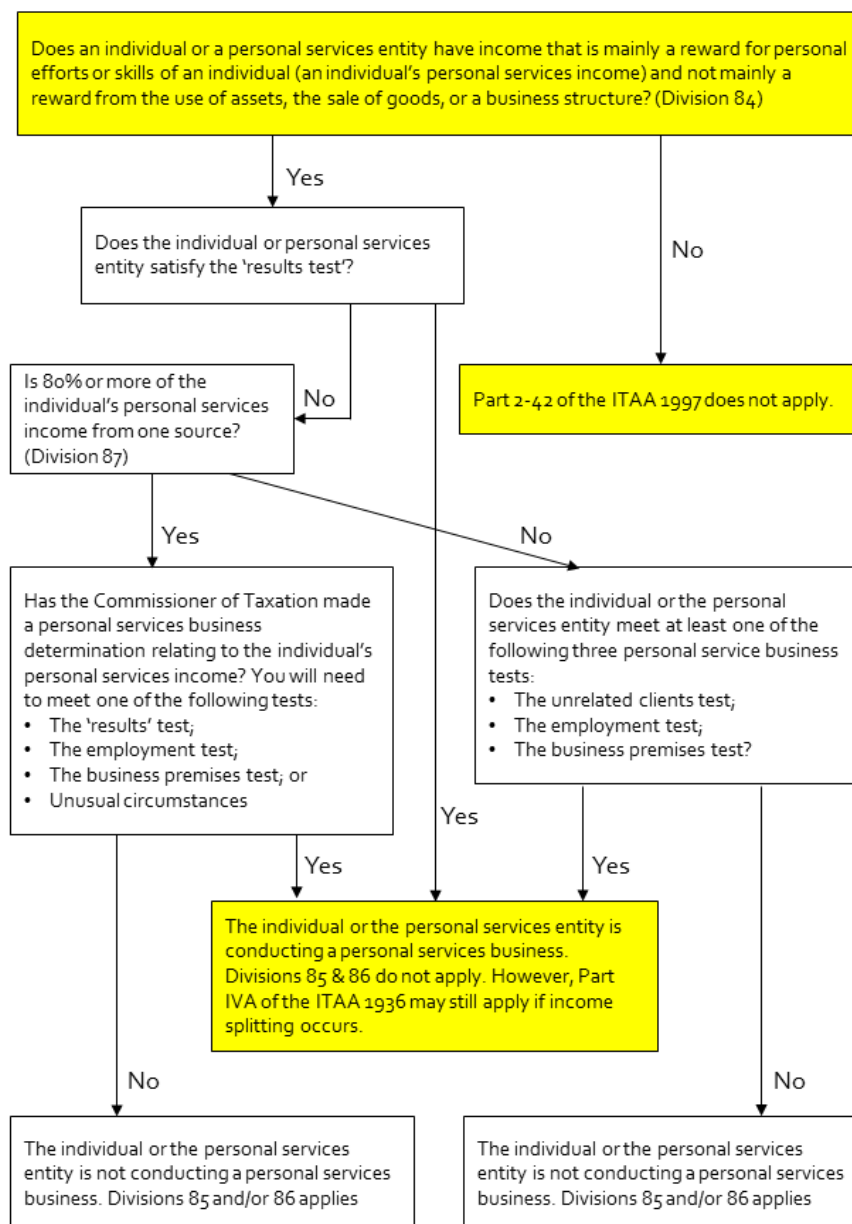 Does an individual or a personal services entity have income that is mainly a reward for personal
efforts or skills of an individual (an individual's personal services income) and not mainly a
reward from the use of assets, the sale of goods, or a business structure? (Division 84)
Yes
No
Does the individual or personal services
entity satisfy the 'results test'?
No
Yes
Part 2-42 of the ITAA 1997 does not apply.
Is 80% or more of the
individual's personal services
income from one source?
(Division 87)
Yes
No
Has the Commissioner of Taxation made
a personal services business
determination relating to the individual's
personal services income? You will need
to meet one of the following tests:
• The 'results' test;
• The employment test;
• The business premises test; or
• Unusual circumstances
Does the individual or the personal
services entity meet at least one of the
following three personal service business
tests:
• The unrelated clients test;
• The employment test;
• The business premises test?
Yes
Yes
The individual or the personal services entity is
conducting a personal services business.
Divisions 85 & 86 do not apply. However, Part
IVA of the ITAA 1936 may still apply if income
splitting occurs.
No
No
The individual or the personal services
entity is not conducting a personal services
business. Divisions 85 and/or 86 applies
The individual or the personal services
entity is not conducting a personal services
business. Divisions 85 and/or 86 applies